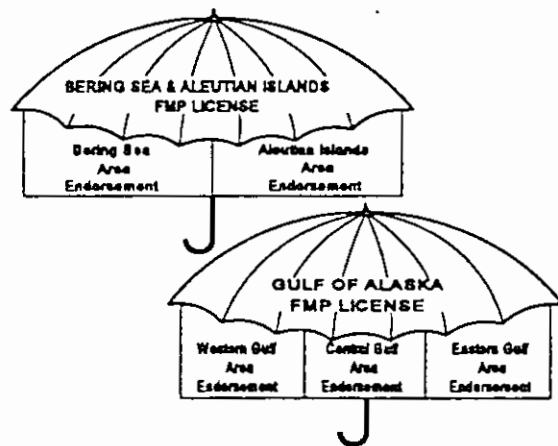 BERING SEA & ALEUTIAN ISLANDS
FMP LICENSE
Bering Sea
Area
Endorsement
Aleutian Islands
Area
Endorsement
GULF OF ALASKA
FMP LICENSE
Western Gulf
Area
Endorsement
Central Gulf
Area
Endorsement
Eastern Gulf
Area
Endorsement